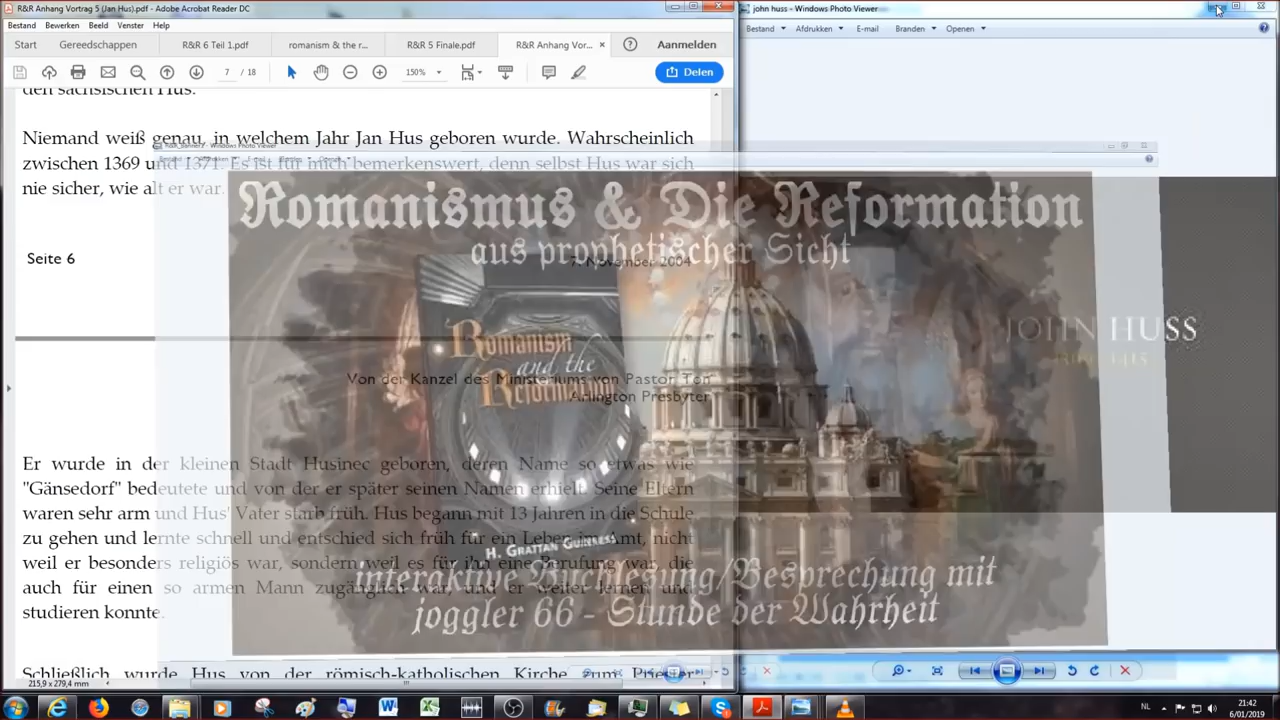 R&R Anhang Vortrag 5 (Jan Hus).pdf - Adobe Acrobat Reader DC
Bestand Bewerken Beeld Venster Help
Start Gereedschappen R&R 6 Teil 1.pdf romanism & the r... R&R 5 Finale.pdf R&R Anhang Vor... Aanmelden
7 / 18 150% Delen
den sächsischen Hus.
Niemand weiß genau, in welchem Jahr Jan Hus geboren wurde. Wahrscheinlich
zwischen 1369 und 1371. Es ist für mich bemerkenswert, denn selbst Hus war sich
nie sicher, wie alt er war.
Seite 6
7. November 2004
Von der Kanzel des Ministeriums von Pastor Ton
Arlington Presbyter
Er wurde in der kleinen Stadt Husinec geboren, deren Name so etwas wie
"Gänsedorf" bedeutete und von der er später seinen Namen erhielt. Seine Eltern
waren sehr arm und Hus' Vater starb früh. Hus begann mit 13 Jahren in die Schule
zu gehen und lernte schnell und entschied sich früh für ein Leben im Amt, nicht
weil er besonders religiös war, sondern weil es für ihn eine Berufung war, die
auch für einen so armen Mann zugänglich war, und er weiter lernen und
studieren konnte.
Schließlich wurde Hus von der römisch-katholischen Kirche zum Priester
215,9 x 279,4 mm
john huss - Windows Photo Viewer
Bestand Afdrukken E-mail Branden Openen
JOHN HUSS
Romanismus & Die Reformation
aus prophetischer Sicht
Romanism
and the
Reformation
H. GRATTAN GUINNESS
interaktive Buchlesung/Besprechung mit
joggler 66 - Stunde der Wahrheit
NL
21:42
6/01/2019